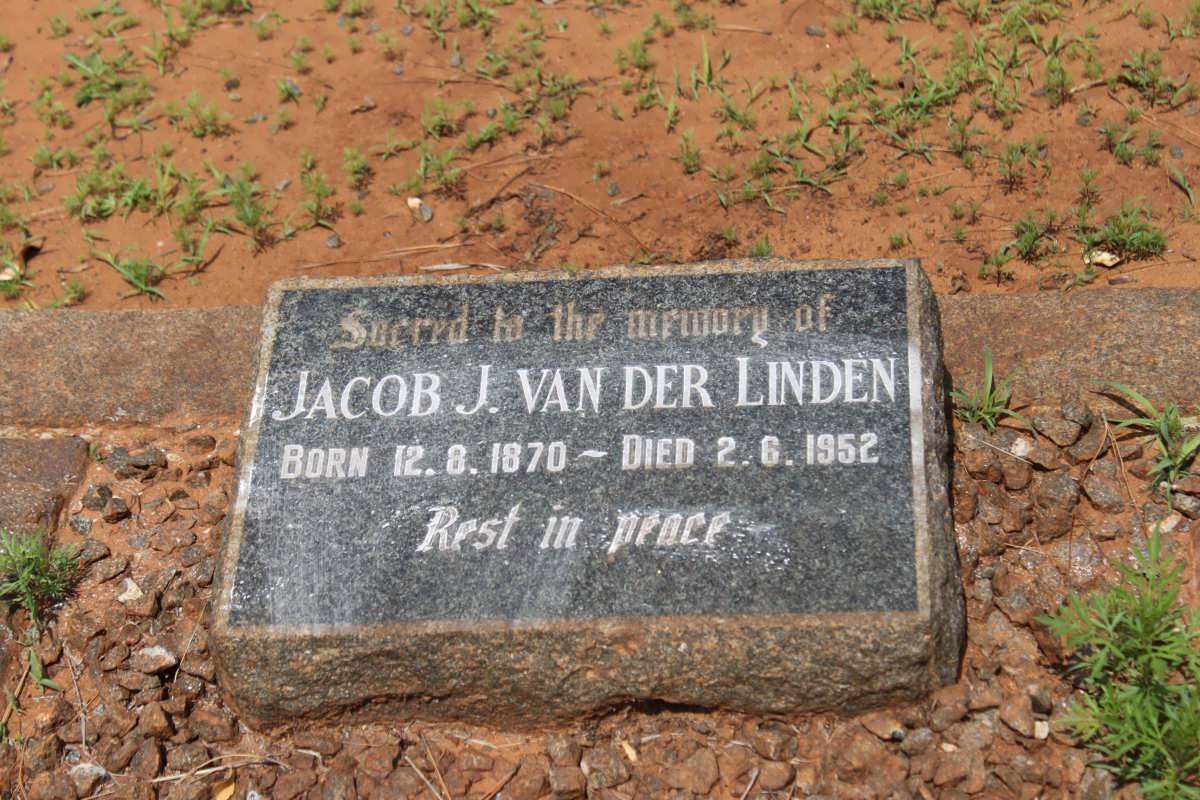 Sacred to the memory of
JACOB J. VAN DER LINDEN
BORN 12.8.1870 ~ DIED 2.6.1952
Rest in peace